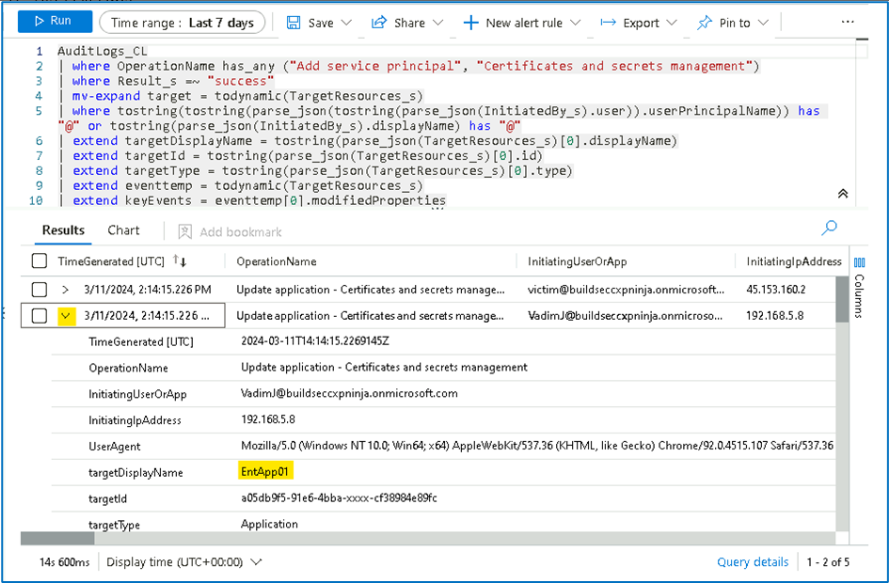 Run
Time range : Last 7 days
Save
Share
New alert rule
Export
Pin to
...
1 AuditLogs_CL
2 | where OperationName has_any ("Add service principal", "Certificates and secrets management")
3 | where Result_s =~ "success"
4 | mv-expand target = todynamic(TargetResources_s)
5 | where tostring(tostring(parse_json(tostring(parse_json(InitiatedBy_s).user)).userPrincipalName)) has
"@" or tostring(parse_json(InitiatedBy_s).displayName) has "@"
6 | extend targetDisplayName = tostring(parse_json(TargetResources_s)[0].displayName)
7 | extend targetId = tostring(parse_json(TargetResources_s)[0].id)
8 | extend targetType = tostring(parse_json(TargetResources_s)[0].type)
9 | extend eventtemp = todynamic(TargetResources_s)
10 | extend keyEvents = eventtemp[0].modifiedProperties
Results
Chart
Add bookmark
TimeGenerated [UTC] OperationName InitiatingUserOrApp InitiatingIpAddress
3/11/2024, 2:14:15.226 PM Update application - Certificates and secrets manage... victim@buildseccxpninja.onmicrosoft... 45.153.160.2
3/11/2024, 2:14:15.226 ... Update application - Certificates and secrets manage... VadimJ@buildseccxpninja.onmicroso... 192.168.5.8
TimeGenerated [UTC] 2024-03-11T14:14:15.2269145Z
OperationName Update application - Certificates and secrets management
InitiatingUserOrApp VadimJ@buildseccxpninja.onmicrosoft.com
InitiatingIpAddress 192.168.5.8
UserAgent Mozilla/5.0 (Windows NT 10.0; Win64; x64) AppleWebKit/537.36 (KHTML, like Gecko) Chrome/92.0.4515.107 Safari/537.36
targetDisplayName EntApp01
targetId a05db9f5-91e6-4bba-xxxx-cf38984e89fc
targetType Application
Columns
14s 600ms
Display time (UTC+00:00)
Query details
1 - 2 of 5